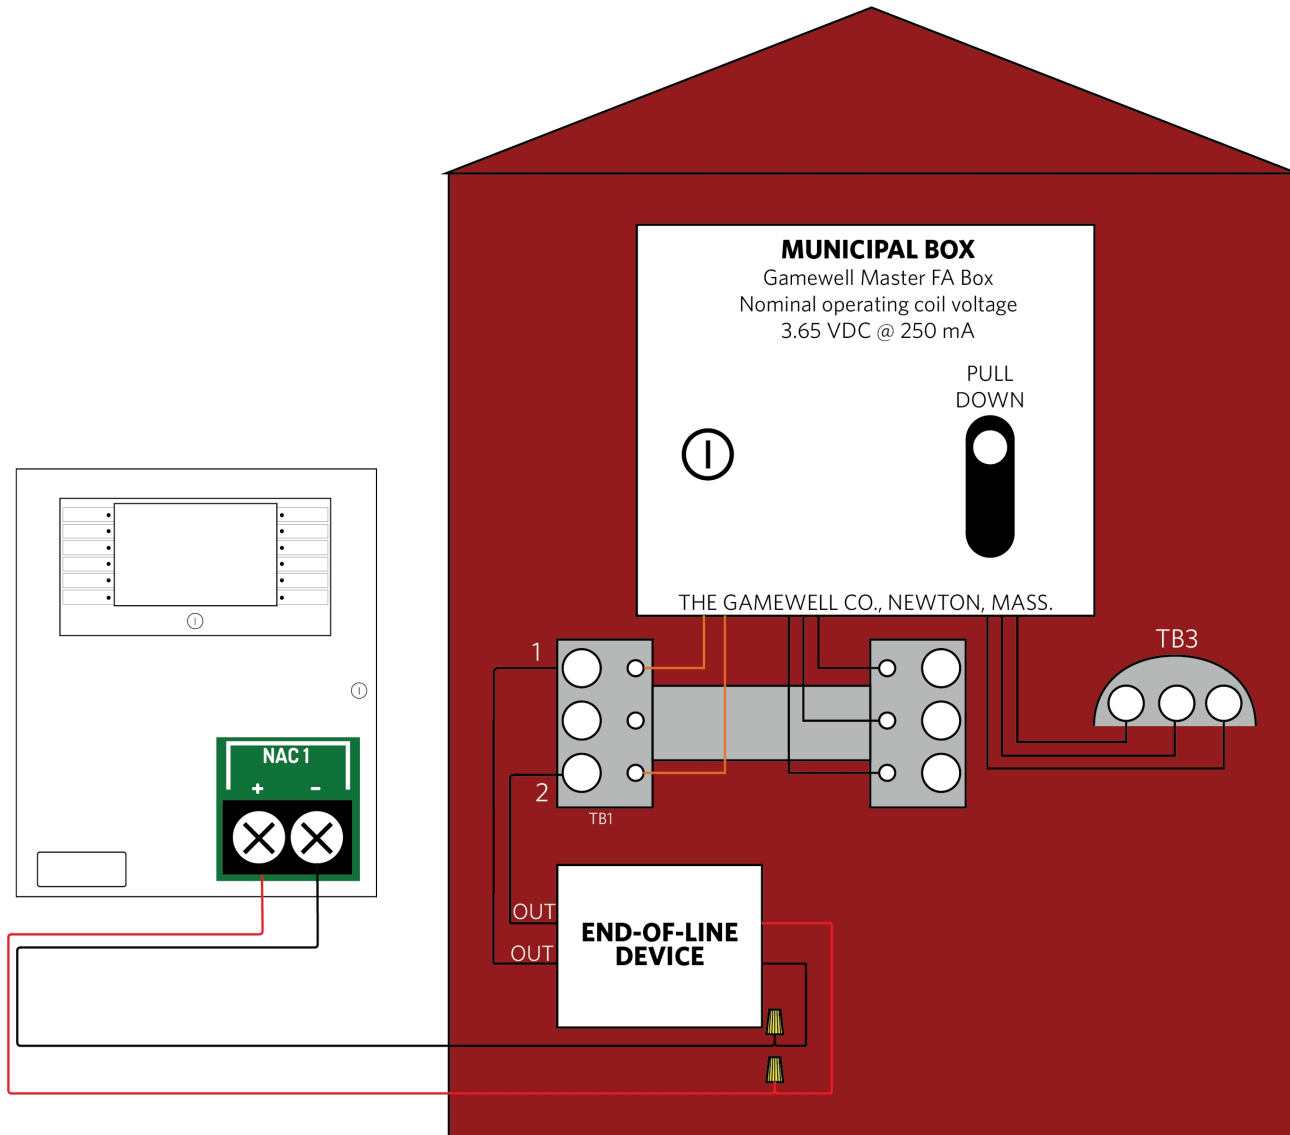 MUNICIPAL BOX
Gamewell Master FA Box
Nominal operating coil voltage
3.65 VDC @ 250 mA
PULL
DOWN
THE GAMEWELL CO., NEWTON, MASS.
1
2
TB1
TB3
NAC 1
+ −
OUT
OUT
END-OF-LINE
DEVICE